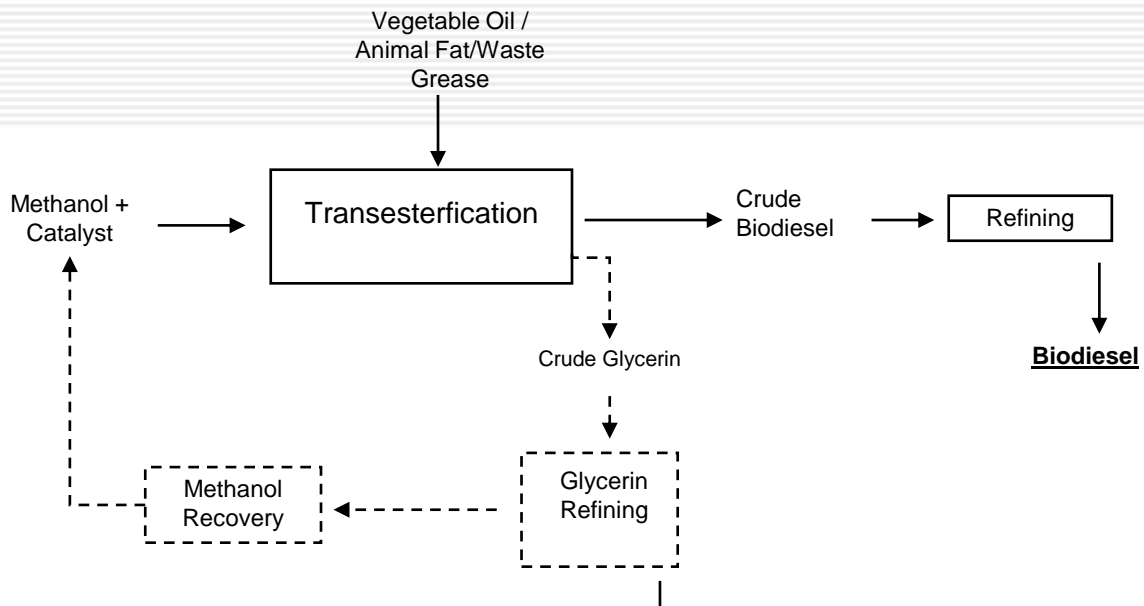 Vegetable Oil /
Animal Fat/Waste
Grease
Methanol +
Catalyst
Transesterfication
Crude
Biodiesel
Refining
Biodiesel
Crude Glycerin
Methanol
Recovery
Glycerin
Refining